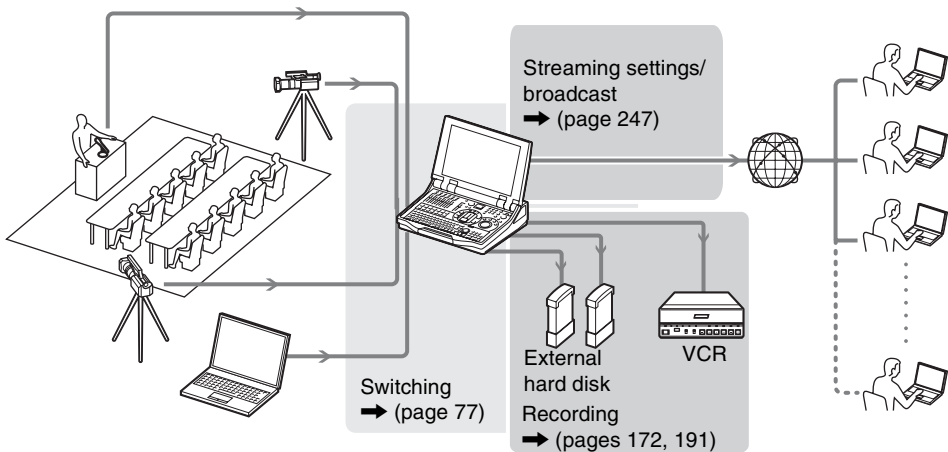 Streaming settings/
broadcast
➡ (page 247)
External
hard disk
VCR
Switching
➡ (page 77)
Recording
➡ (pages 172, 191)